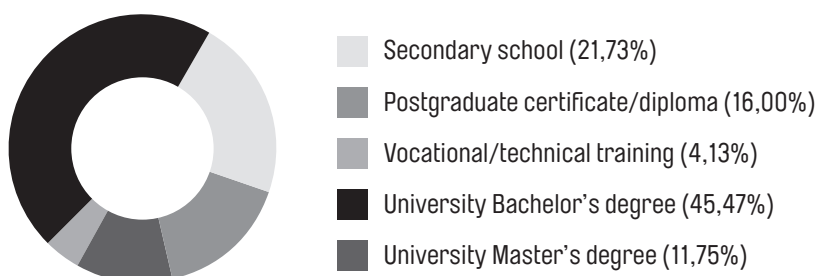 Secondary school (21,73%)
Postgraduate certificate/diploma (16,00%)
Vocational/technical training (4,13%)
University Bachelor's degree (45,47%)
University Master's degree (11,75%)